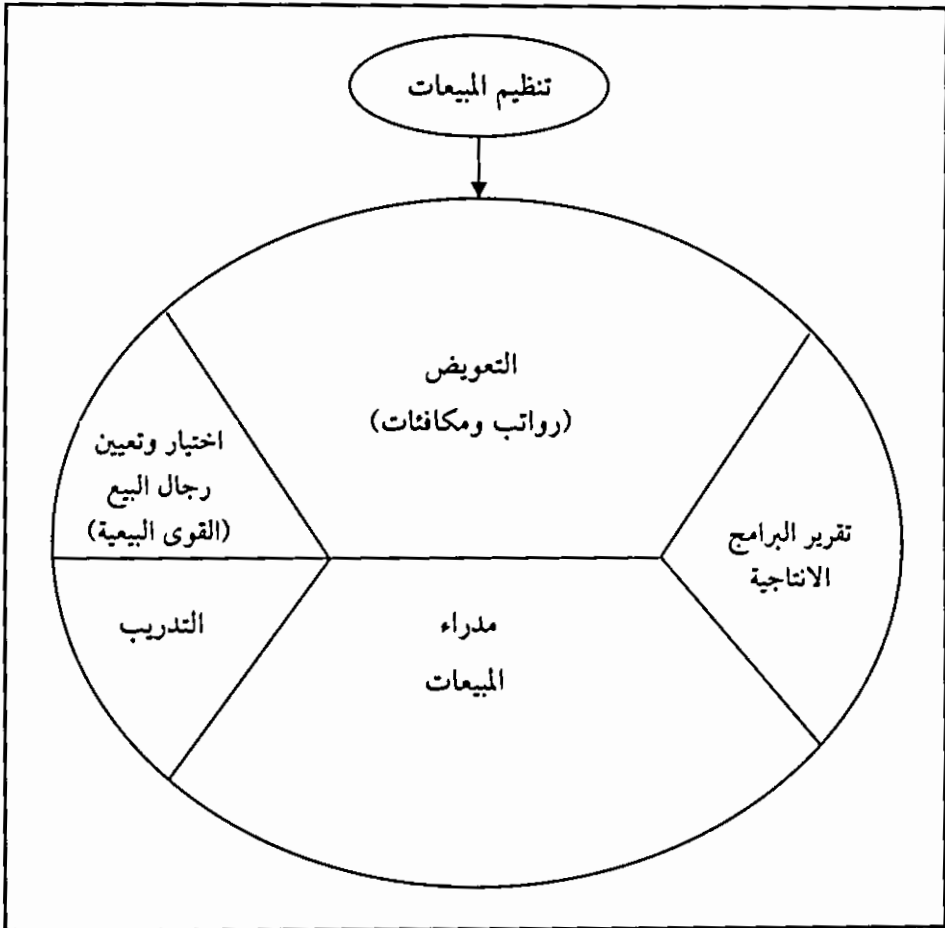 تنظيم المبيعات
التعويض
(رواتب ومكافئات)
اختيار وتعيين
رجال البيع
(القوى البيعية)
تقرير البرامج
الانتاجية
التدريب
مدراء
المبيعات